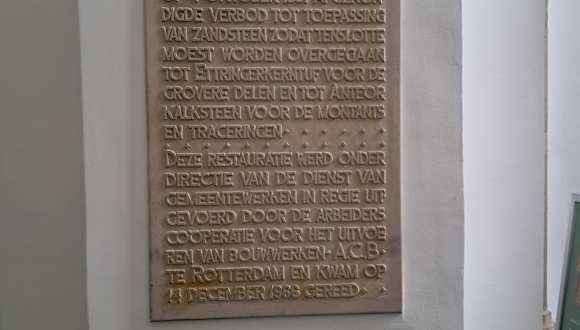 DIGDE VERBOD TOT TOEPASSING
VAN ZANDSTEEN ZODAT TENSLOTTE
MOEST WORDEN OVERGEGAAN
TOT ETTRINGERKERNTUF VOOR DE
GROVERE DELEN EN TOT ANTEOR
KALKSTEEN VOOR DE MONTANTS
EN TRACERINGEN
DEZE RESTAURATIE WERD ONDER
DIRECTIE VAN DE DIENST VAN
GEMEENTEWERKEN IN REGIE UIT
GEVOERD DOOR DE ARBEIDERS
COÖPERATIE VOOR HET UITVOE
REN VAN BOUWWERKEN A.C.B.
TE ROTTERDAM EN KWAM OP
14 DECEMBER GEREED